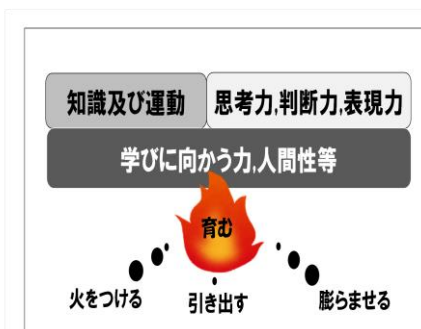 知識及び運動 思考力,判断力,表現力
学びに向かう力,人間性等
育む
火をつける 引き出す 膨らませる